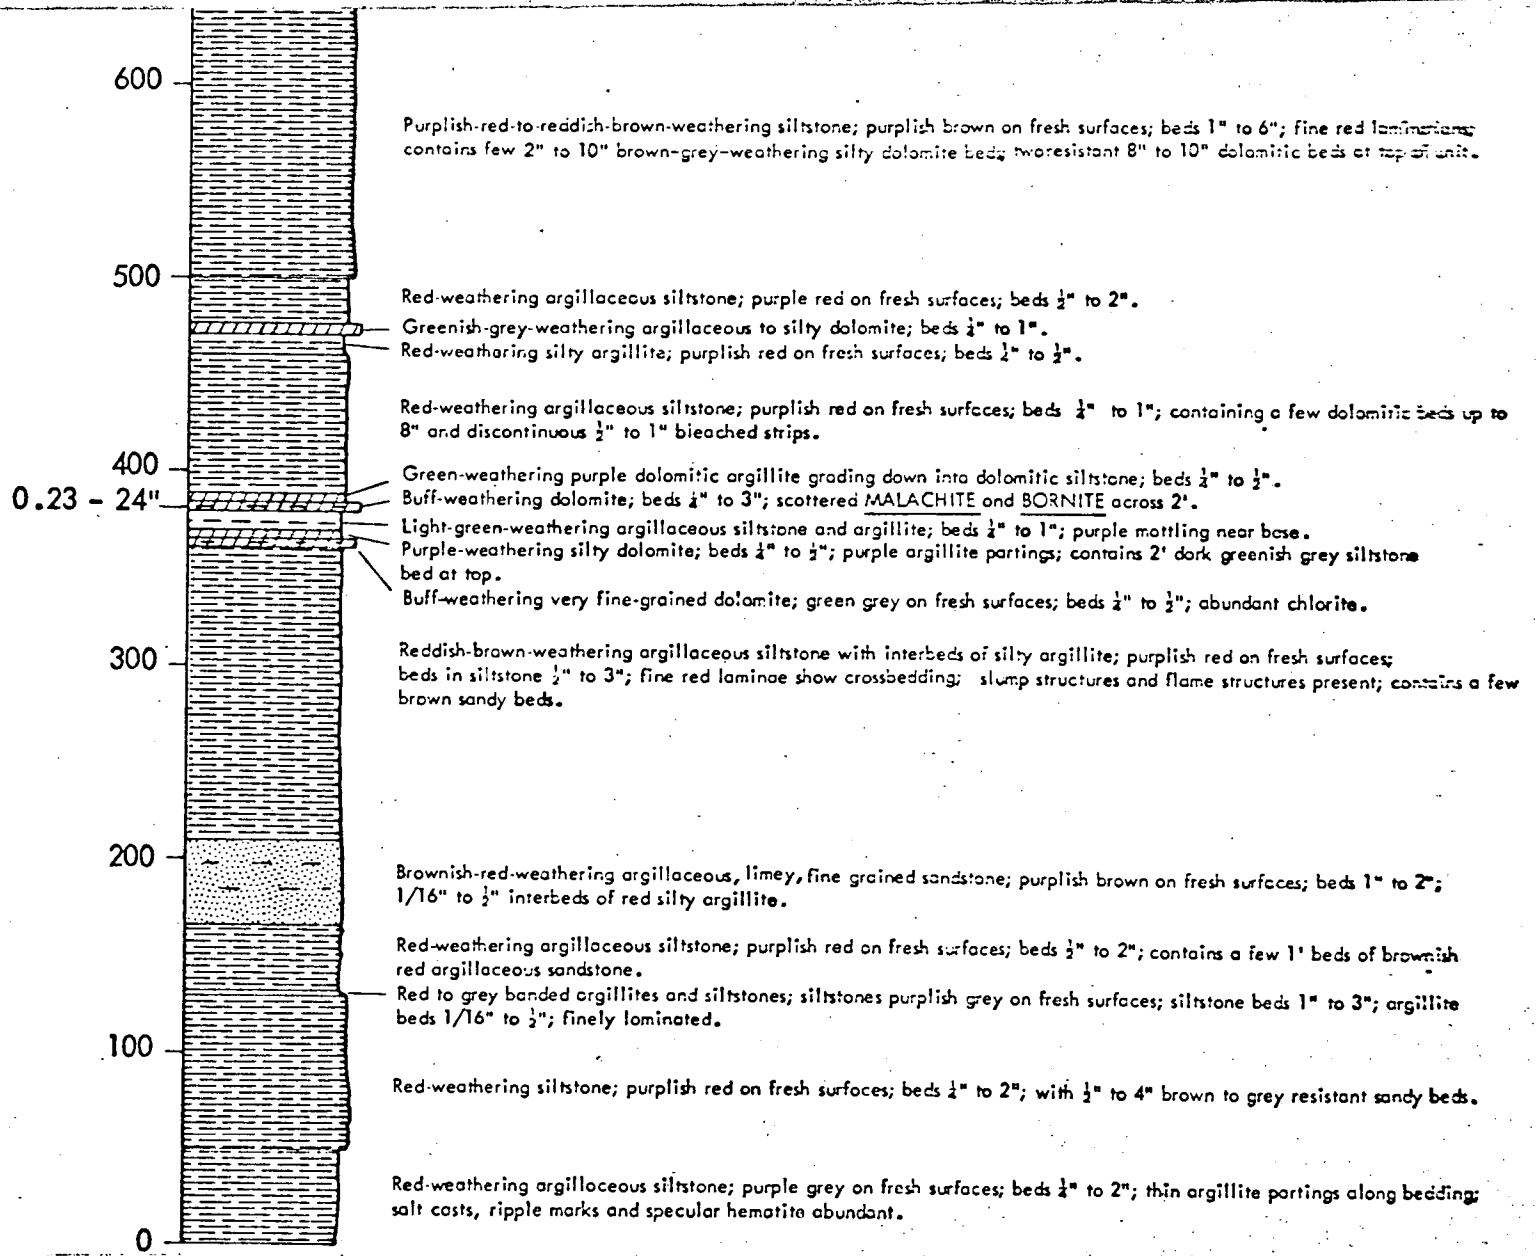 600
Purplish-red-to-reddish-brown-weathering siltstone; purplish brown on fresh surfaces; beds 1" to 6"; fine red laminations;
contains few 2" to 10" brown-grey-weathering silty dolomite beds; two resistant 8" to 10" dolomitic beds at top of unit.
500
Red-weathering argillaceous siltstone; purple red on fresh surfaces; beds ½" to 2".
Greenish-grey-weathering argillaceous to silty dolomite; beds ¼" to 1".
Red-weathering silty argillite; purplish red on fresh surfaces; beds ¼" to ½".
Red-weathering argillaceous siltstone; purplish red on fresh surfaces; beds ¼" to 1"; containing a few dolomitic beds up to
8" and discontinuous ½" to 1" bleached strips.
400
Green-weathering purple dolomitic argillite grading down into dolomitic siltstone; beds ¼" to ½".
0.23 - 24"
Buff-weathering dolomite; beds ¼" to 3"; scattered MALACHITE and BORNITE across 2'.
Light-green-weathering argillaceous siltstone and argillite; beds ¼" to 1"; purple mottling near base.
Purple-weathering silty dolomite; beds ¼" to ½"; purple argillite partings; contains 2' dark greenish grey siltstone
bed at top.
Buff-weathering very fine-grained dolomite; green grey on fresh surfaces; beds ¼" to ½"; abundant chlorite.
300
Reddish-brown-weathering argillaceous siltstone with interbeds of silty argillite; purplish red on fresh surfaces;
beds in siltstone ½" to 3"; fine red laminae show crossbedding; slump structures and flame structures present; contains a few
brown sandy beds.
200
Brownish-red-weathering argillaceous, limey, fine grained sandstone; purplish brown on fresh surfaces; beds 1" to 2";
1/16" to ½" interbeds of red silty argillite.
Red-weathering argillaceous siltstone; purplish red on fresh surfaces; beds ½" to 2"; contains a few 1' beds of brownish
red argillaceous sandstone.
Red to grey banded argillites and siltstones; siltstones purplish grey on fresh surfaces; siltstone beds 1" to 3"; argillite
beds 1/16" to ½"; finely laminated.
100
Red-weathering siltstone; purplish red on fresh surfaces; beds ¼" to 2"; with ½" to 4" brown to grey resistant sandy beds.
Red-weathering argillaceous siltstone; purple grey on fresh surfaces; beds ¼" to 2"; thin argillite partings along bedding;
salt casts, ripple marks and specular hematite abundant.
0